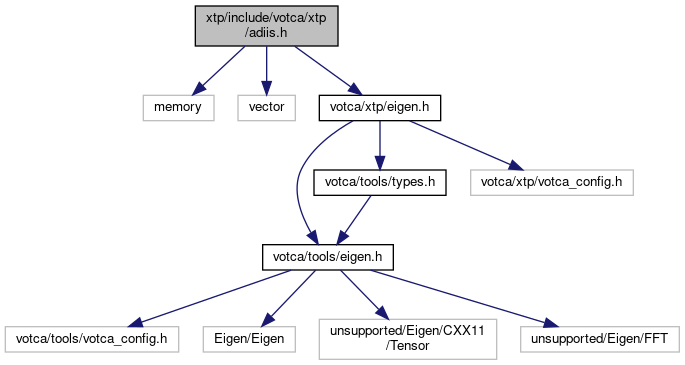 xtp/include/votca/xtp
/adiis.h
memory
vector
votca/xtp/eigen.h
votca/tools/types.h
votca/xtp/votca_config.h
votca/tools/eigen.h
votca/tools/votca_config.h
Eigen/Eigen
unsupported/Eigen/CXX11
/Tensor
unsupported/Eigen/FFT